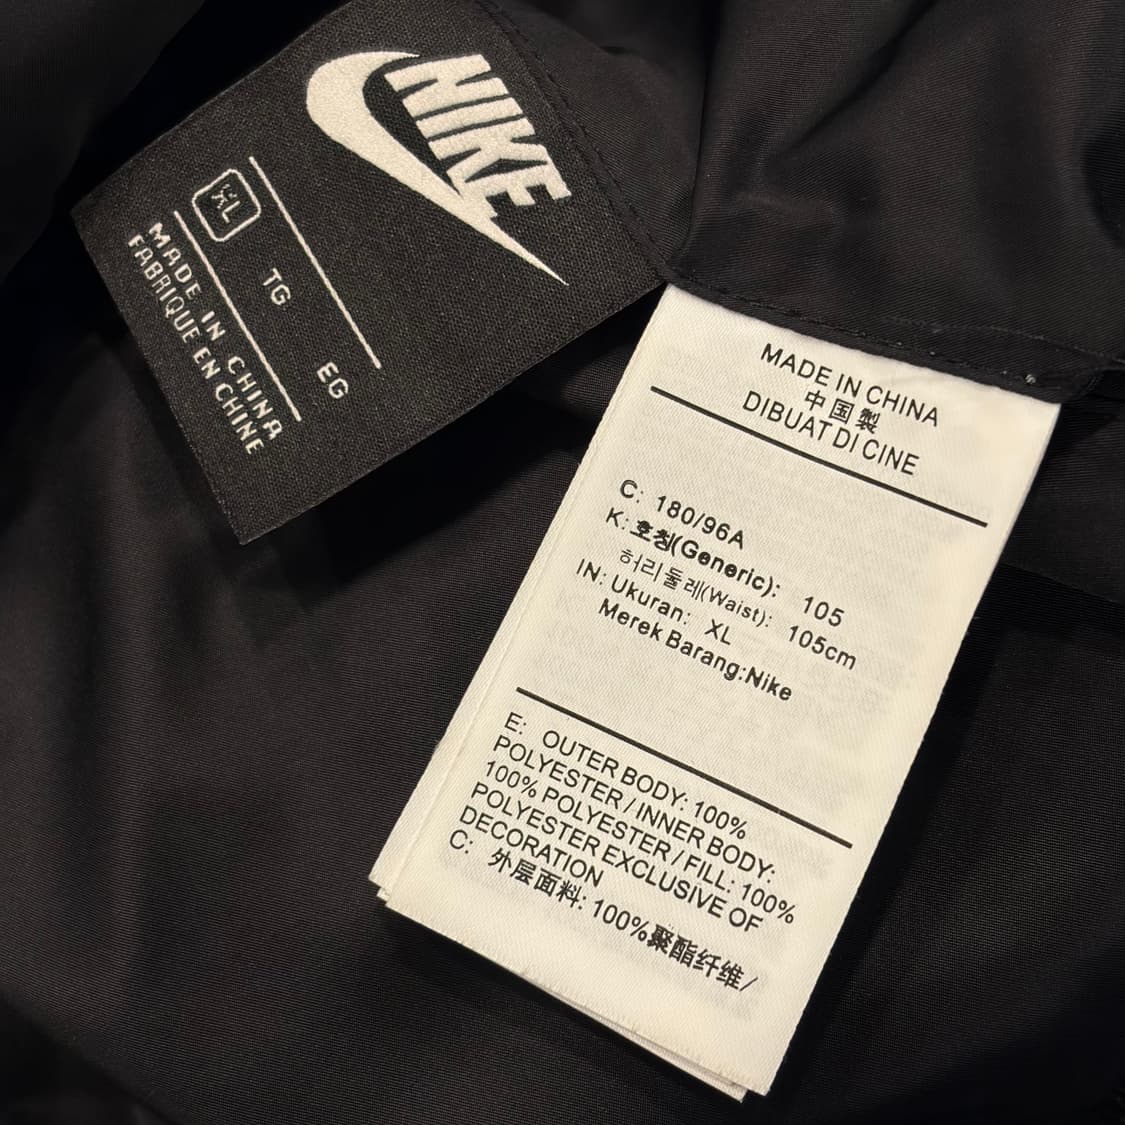 NIKE
XL TG EG
MADE IN CHINA
FABRIQUE EN CHINE
MADE IN CHINA
中国製
DIBUAT DI CINE
C: 180/96A
K: 호칭(Generic): 105
허리둘레(Waist): 105cm
IN: Ukuran: XL
Merek Barang:Nike
E: OUTER BODY: 100%
POLYESTER / INNER BODY:
100% POLYESTER / FILL: 100%
POLYESTER EXCLUSIVE OF
DECORATION
C: 外层面料: 100%聚酯纤维/